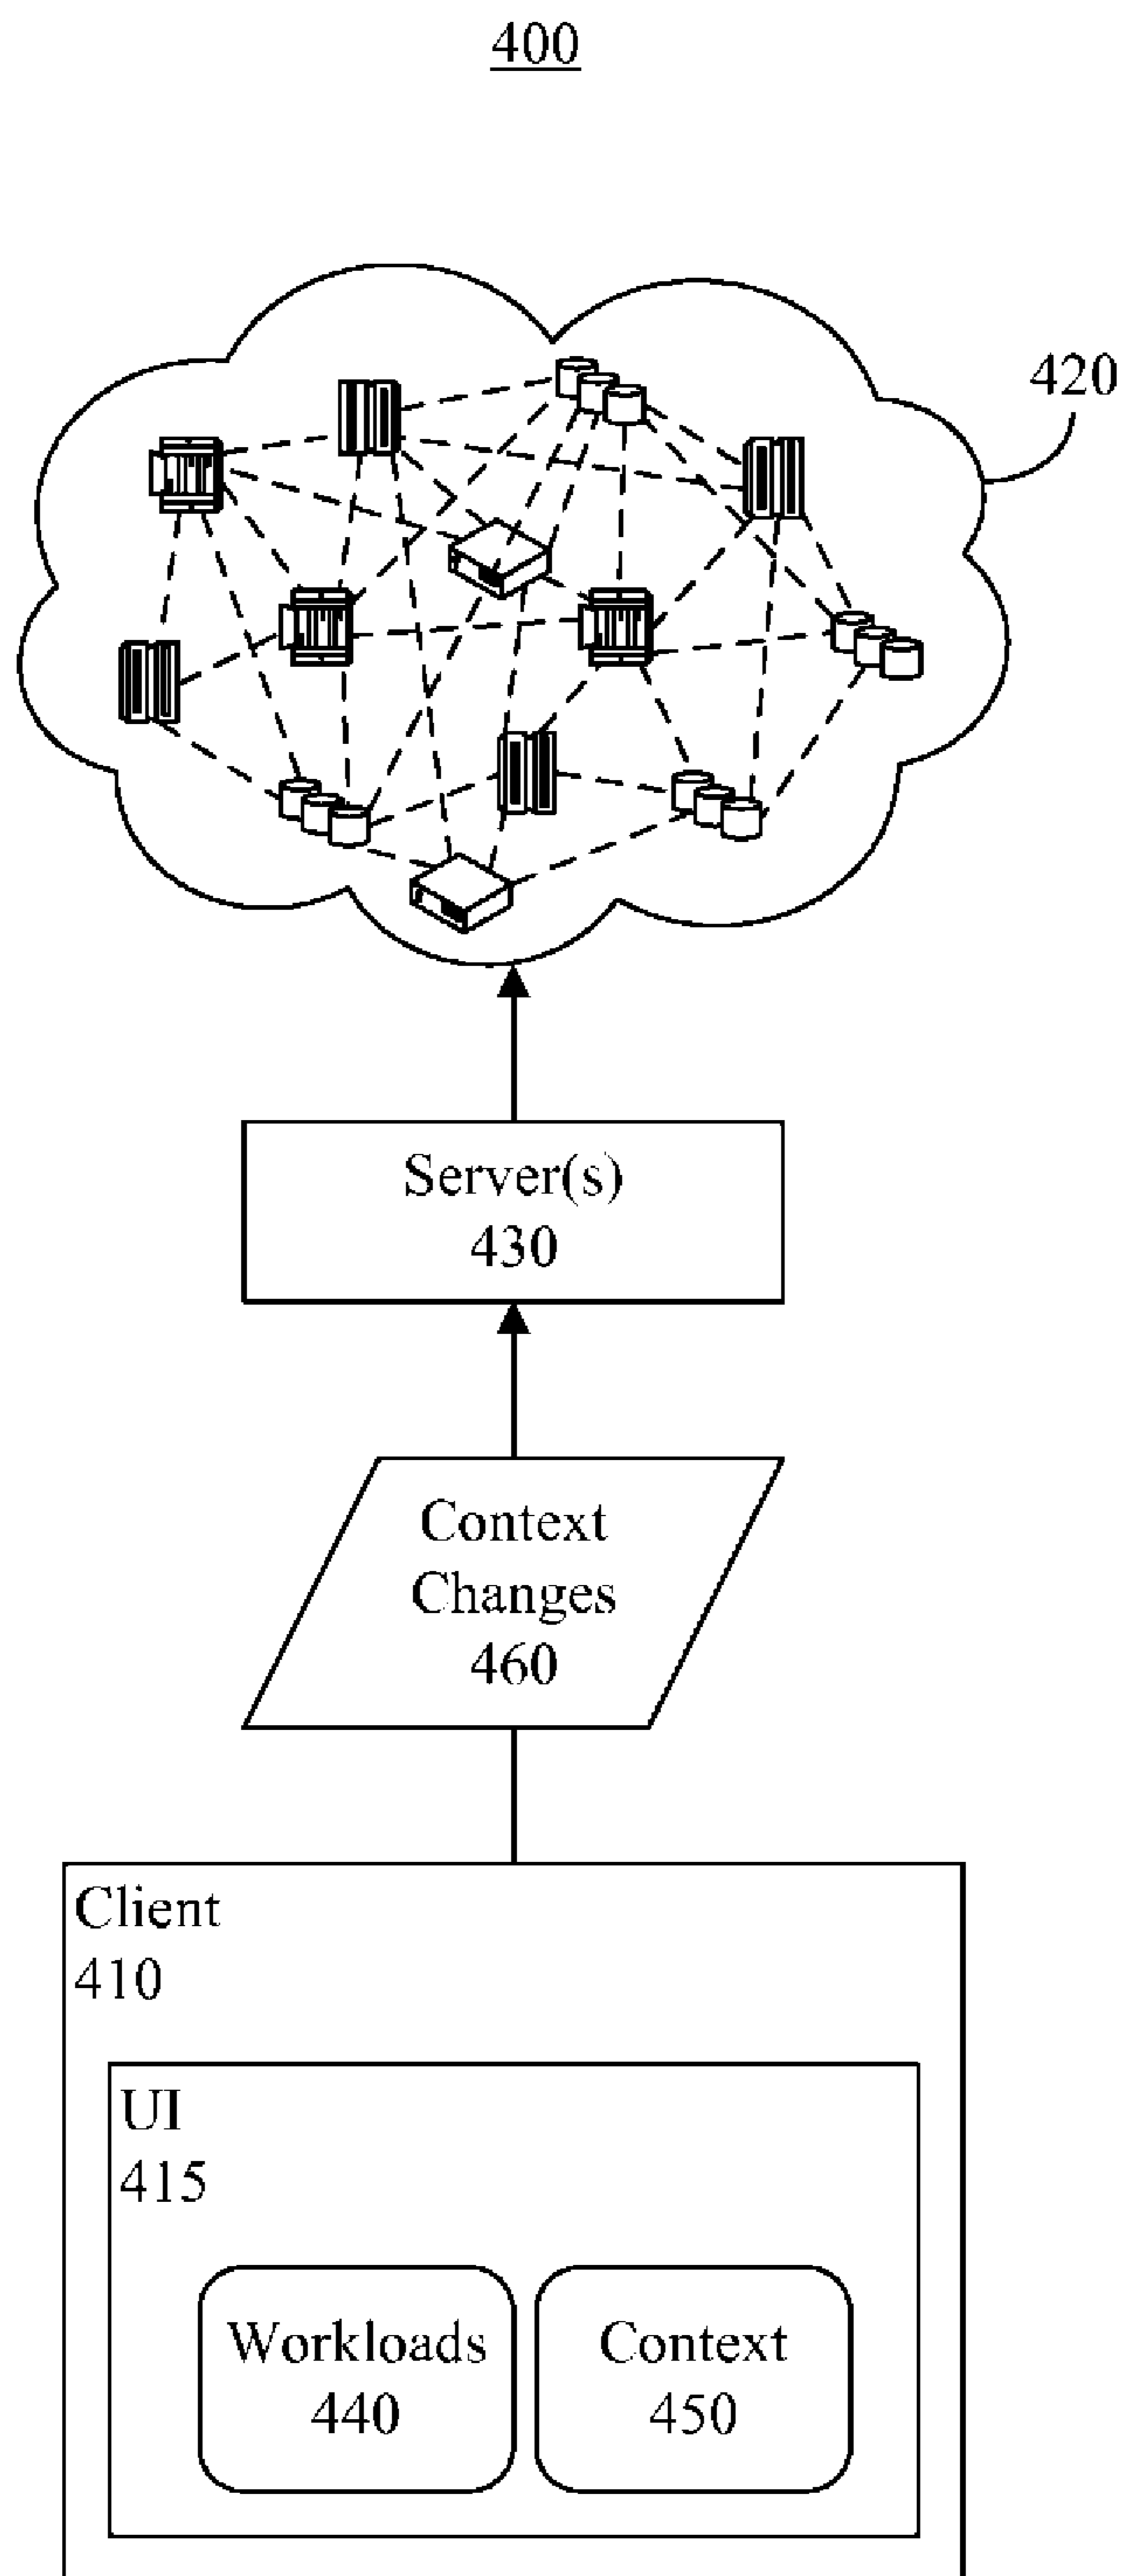 400
420
Server(s)
430
Context
Changes
460
Client
410
UI
415
Workloads
440
Context
450